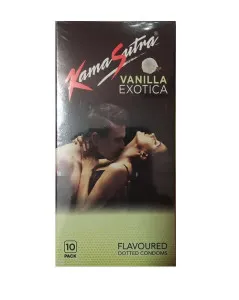 KamaSutra®
VANILLA
EXOTICA
10
PACK
FLAVOURED
DOTTED CONDOMS